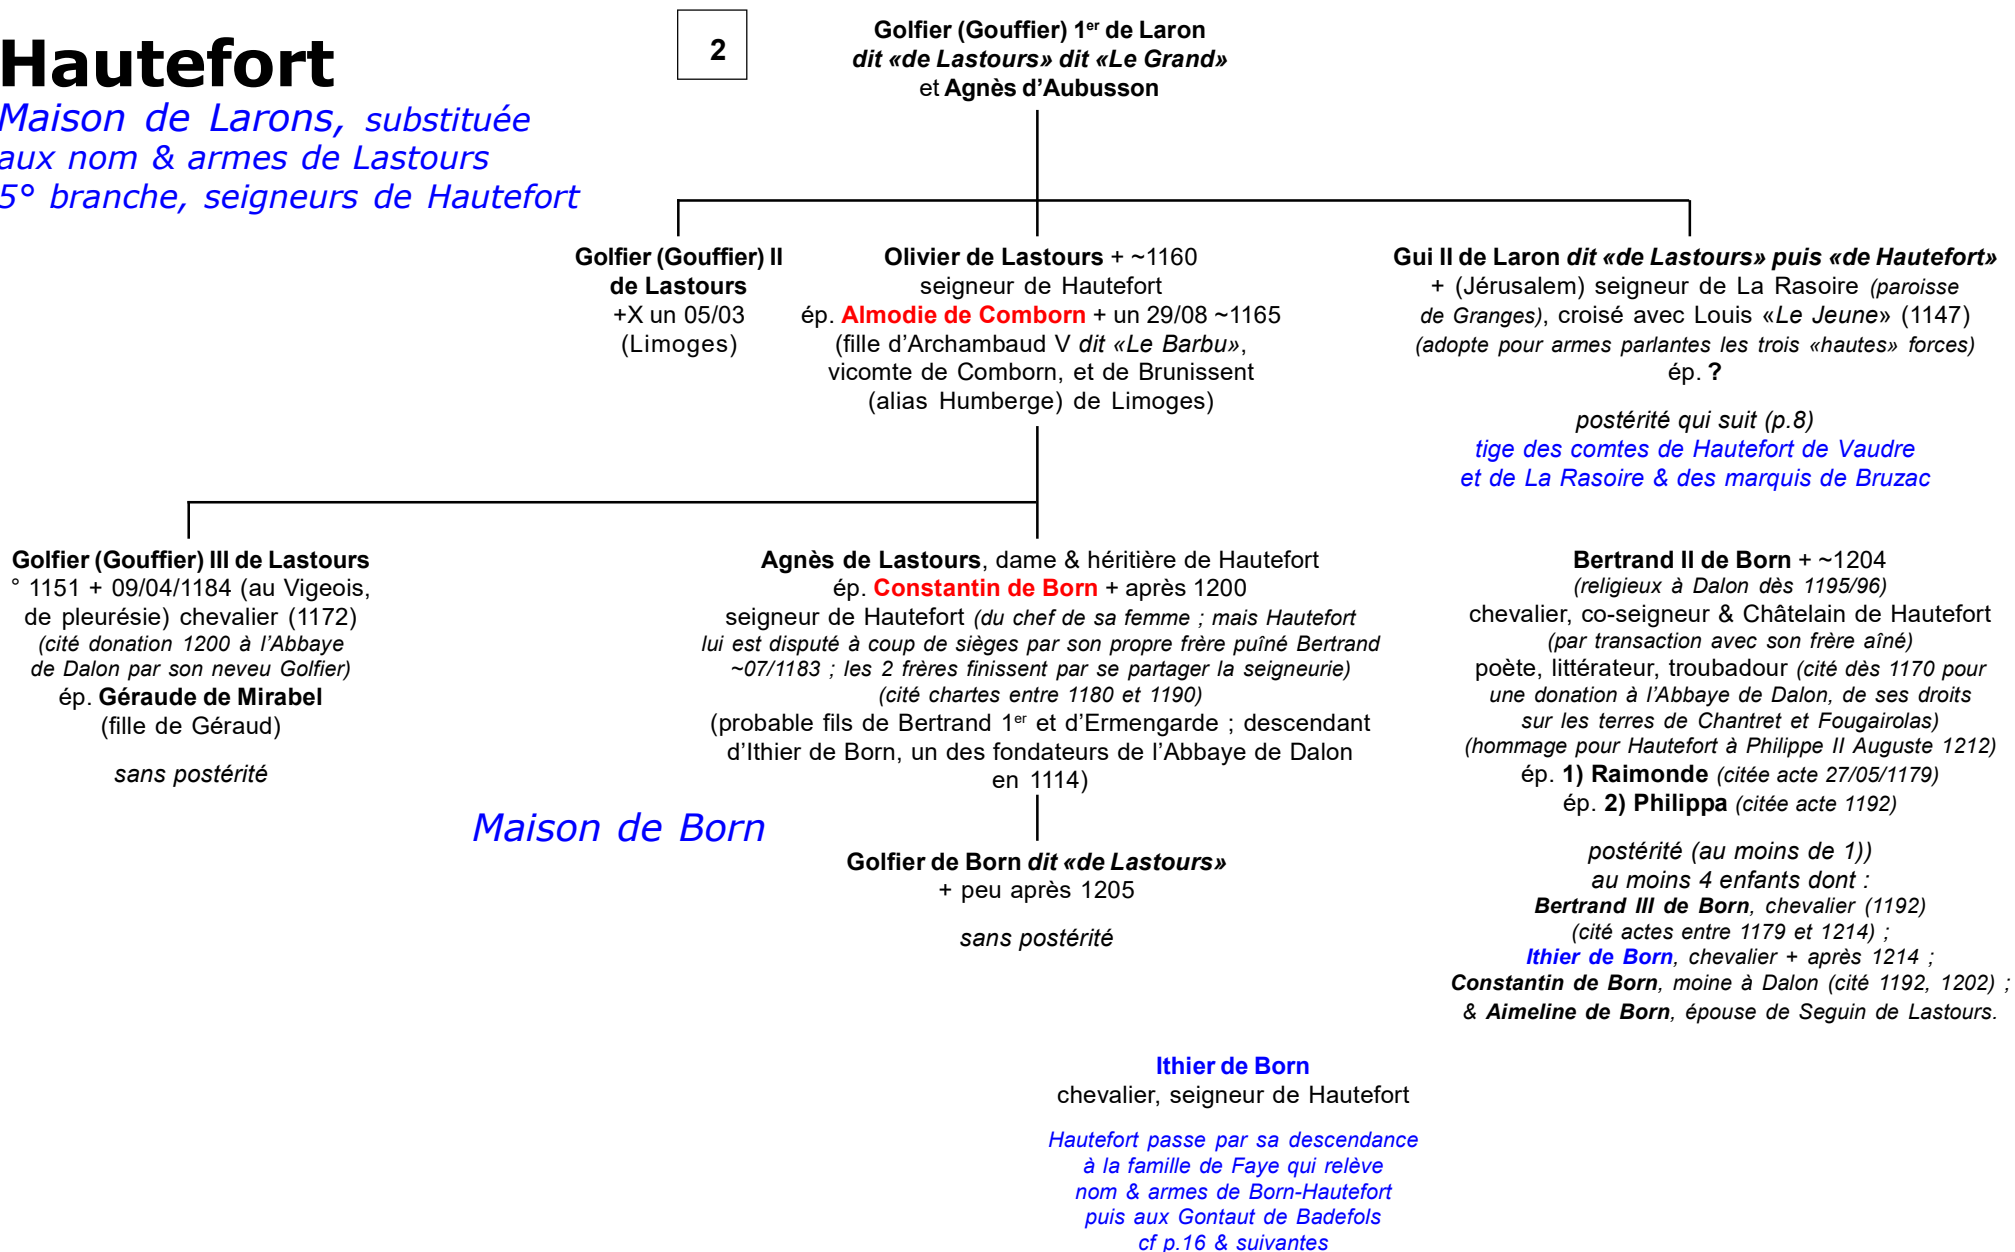 Hautefort
Maison de Larons, substituée
aux nom & armes de Lastours
5° branche, seigneurs de Hautefort
2
Golfier (Gouffier) 1er de Laron
dit «de Lastours» dit «Le Grand»
et Agnès d'Aubusson
Golfier (Gouffier) II
de Lastours
+X un 05/03
(Limoges)
Olivier de Lastours + ~1160
seigneur de Hautefort
ép. Almodie de Comborn + un 29/08 ~1165
(fille d'Archambaud V dit «Le Barbu»,
vicomte de Comborn, et de Brunissent
(alias Humberge) de Limoges)
Gui II de Laron dit «de Lastours» puis «de Hautefort»
+ (Jérusalem) seigneur de La Rasoire (paroisse
de Granges), croisé avec Louis «Le Jeune» (1147)
(adopte pour armes parlantes les trois «hautes» forces)
ép. ?
postérité qui suit (p.8)
tige des comtes de Hautefort de Vaudre
et de La Rasoire & des marquis de Bruzac
Golfier (Gouffier) III de Lastours
° 1151 + 09/04/1184 (au Vigeois,
de pleurésie) chevalier (1172)
(cité donation 1200 à l'Abbaye
de Dalon par son neveu Golfier)
ép. Géraude de Mirabel
(fille de Géraud)
sans postérité
Agnès de Lastours, dame & héritière de Hautefort
ép. Constantin de Born + après 1200
seigneur de Hautefort (du chef de sa femme ; mais Hautefort
lui est disputé à coup de sièges par son propre frère puîné Bertrand
~07/1183 ; les 2 frères finissent par se partager la seigneurie)
(cité chartes entre 1180 et 1190)
(probable fils de Bertrand 1er et d'Ermengarde ; descendant
d'Ithier de Born, un des fondateurs de l'Abbaye de Dalon
en 1114)
Bertrand II de Born + ~1204
(religieux à Dalon dès 1195/96)
chevalier, co-seigneur & Châtelain de Hautefort
(par transaction avec son frère aîné)
poète, littérateur, troubadour (cité dès 1170 pour
une donation à l'Abbaye de Dalon, de ses droits
sur les terres de Chantret et Fougairolas)
(hommage pour Hautefort à Philippe II Auguste 1212)
ép. 1) Raimonde (citée acte 27/05/1179)
ép. 2) Philippa (citée acte 1192)
postérité (au moins de 1))
au moins 4 enfants dont :
Bertrand III de Born, chevalier (1192)
(cité actes entre 1179 et 1214) ;
Ithier de Born, chevalier + après 1214 ;
Constantin de Born, moine à Dalon (cité 1192, 1202) ;
& Aimeline de Born, épouse de Seguin de Lastours.
Maison de Born
Golfier de Born dit «de Lastours»
+ peu après 1205
sans postérité
Ithier de Born
chevalier, seigneur de Hautefort
Hautefort passe par sa descendance
à la famille de Faye qui relève
nom & armes de Born-Hautefort
puis aux Gontaut de Badefols
cf p.16 & suivantes